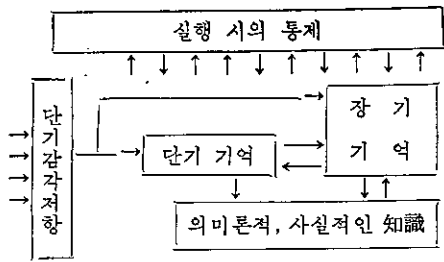 실행 시의 통제
단기감각저항
단기 기억
장기
기억
의미론적, 사실적인 知識